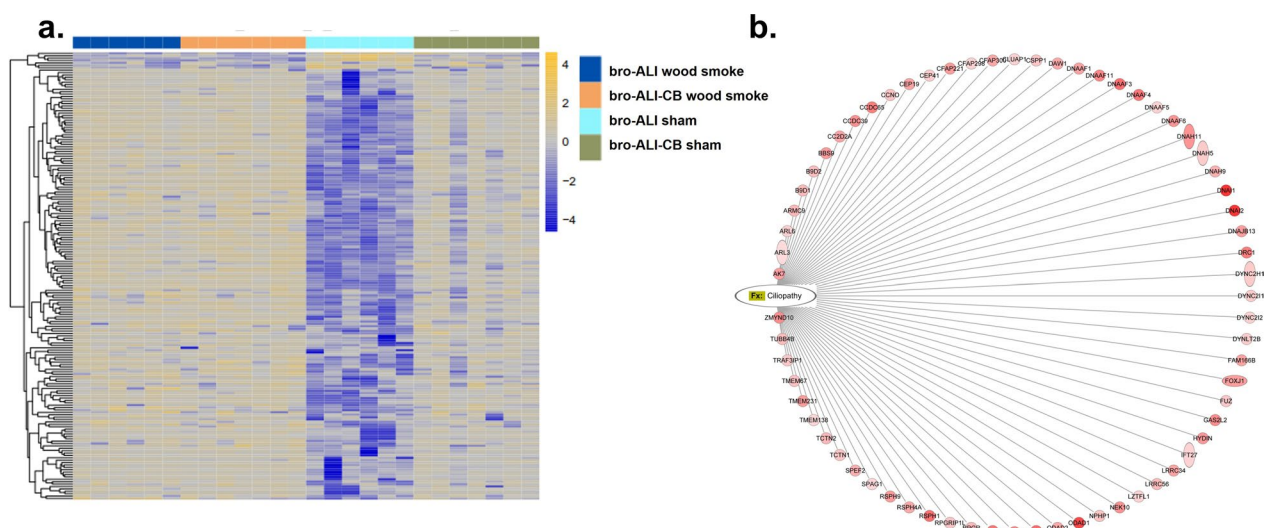 a.
4
2
0
−2
−4
bro-ALI wood smoke
bro-ALI-CB wood smoke
bro-ALI sham
bro-ALI-CB sham
b.
Fx: Ciliopathy
AK7
ARL3
ARL6
ARMC9
B9D1
B9D2
BBS9
CC2D2A
CCDC39
CCDC65
CCNO
CEP19
CEP41
CFAP221
CFAP298
CFAP300
CLUAP1
CSPP1
DAW1
DNAAF1
DNAAF11
DNAAF3
DNAAF4
DNAAF5
DNAAF6
DNAH11
DNAH5
DNAH9
DNAI1
DNAI2
DNAJB13
DRC1
DYNC2H1
DYNC2I1
DYNC2I2
DYNLT2B
FAM166B
FOXJ1
FUZ
GAS2L2
HYDIN
IFT27
LRRC34
LRRC56
LZTFL1
NEK10
NPHP1
ODAD1
RPGRIP1L
RSPH1
RSPH4A
RSPH9
SPAG1
SPEF2
TCTN1
TCTN2
TMEM138
TMEM231
TMEM67
TRAF3IP1
TUBB4B
ZMYND10